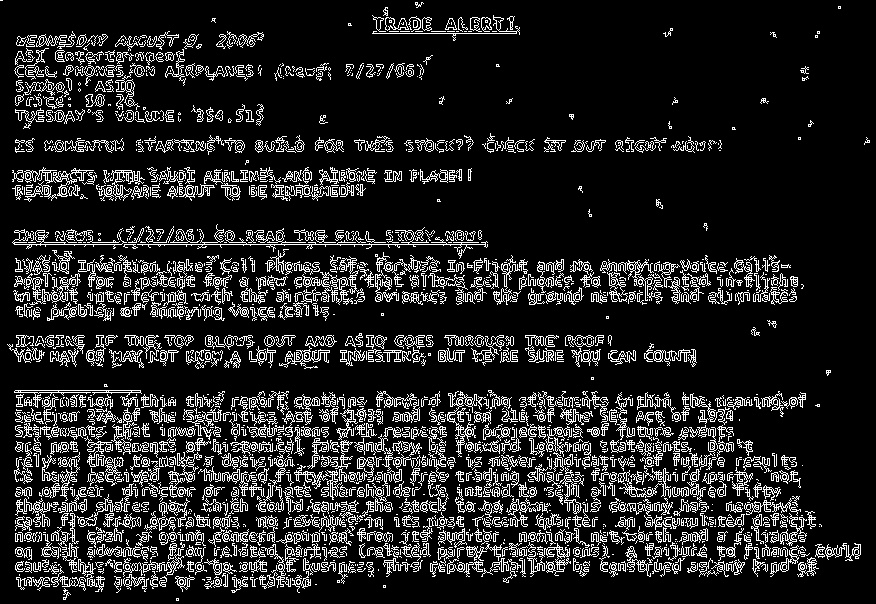 TRADE ALERT!
WEDNESDAY AUGUST 9, 2006
ASI Entertainment
CELL PHONES ON AIRPLANES! (News: 7/27/06)
Symbol: ASIQ
Price: $0.26
TUESDAY'S VOLUME:
IS MOMENTUM STARTING TO BUILD FOR THIS STOCK?? CHECK IT OUT RIGHT NOW!!
CONTRACTS WITH SAUDI AIRLINES AND AIRONE IN PLACE!!
READ ON, YOU ARE ABOUT TO BE INFORMED!!
THE NEWS: (7/27/06) GO READ THE FULL STORY NOW!
1)ASIQ Invention Makes Cell Phones Safe for Use In-Flight and No Annoying Voice Calls-
Applied for a patent for a new concept that allows cell phones to be operated in-flight,
without interfering with the aircraft's avionics and the ground networks and eliminates
the problem of annoying voice calls.
IMAGINE IF THE TOP BLOWS OUT AND ASIQ GOES THROUGH THE ROOF!
YOU MAY OR MAY NOT KNOW A LOT ABOUT INVESTING, BUT WE'RE SURE YOU CAN COUNT!
Information within this report contains forward looking statements within the meaning of
Section 27A of the Securities Act of 1933 and Section 21B of the SEC Act of 1934.
Statements that involve discussions with respect to projections of future events
are not statements of historical fact and may be forward looking statements. Don't
rely on them to make a decision. Past performance is never indicative of future results.
We have received two hundred fifty thousand free trading shares from a third party, not
an officer, director or affiliate shareholder. We intend to sell all two hundred fifty
thousand shares now, which could cause the stock to go down. This company has: negative
cash flow from operations, no revenues in its most recent quarter, an accumulated deficit,
nominal cash, a going concern opinion from its auditor, nominal net worth and a reliance
on cash advances from related parties (related party transactions). A failure to finance could
cause this company to go out of business. This report shall not be construed as any kind of
investment advice or solicitation.